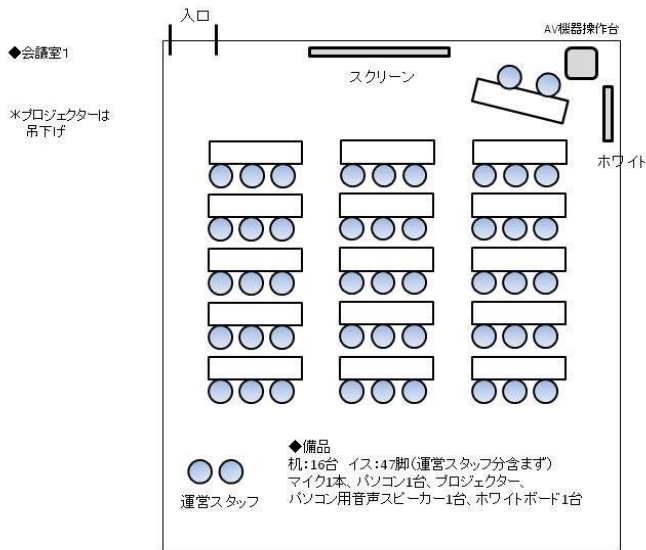 入口
AV機器操作台
◆会議室1
スクリーン
*プロジェクターは
吊下げ
ホワイト
◆備品
机:16台 イス:47脚(運営スタッフ分含まず)
マイク1本、パソコン1台、プロジェクター、
パソコン用音声スピーカー1台、ホワイトボード1台
運営スタッフ